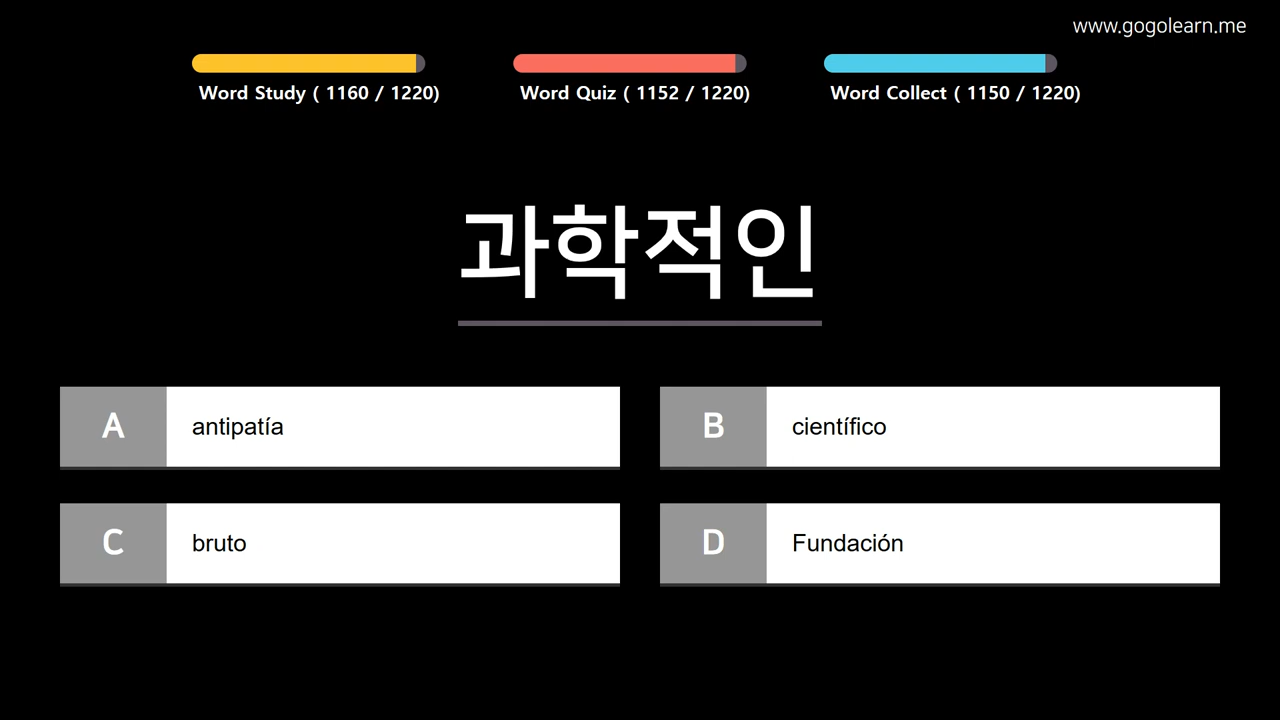 www.gogolearn.me
Word Study ( 1160 / 1220)
Word Quiz ( 1152 / 1220)
Word Collect ( 1150 / 1220)
과학적인
A antipatía
B científico
C bruto
D Fundación